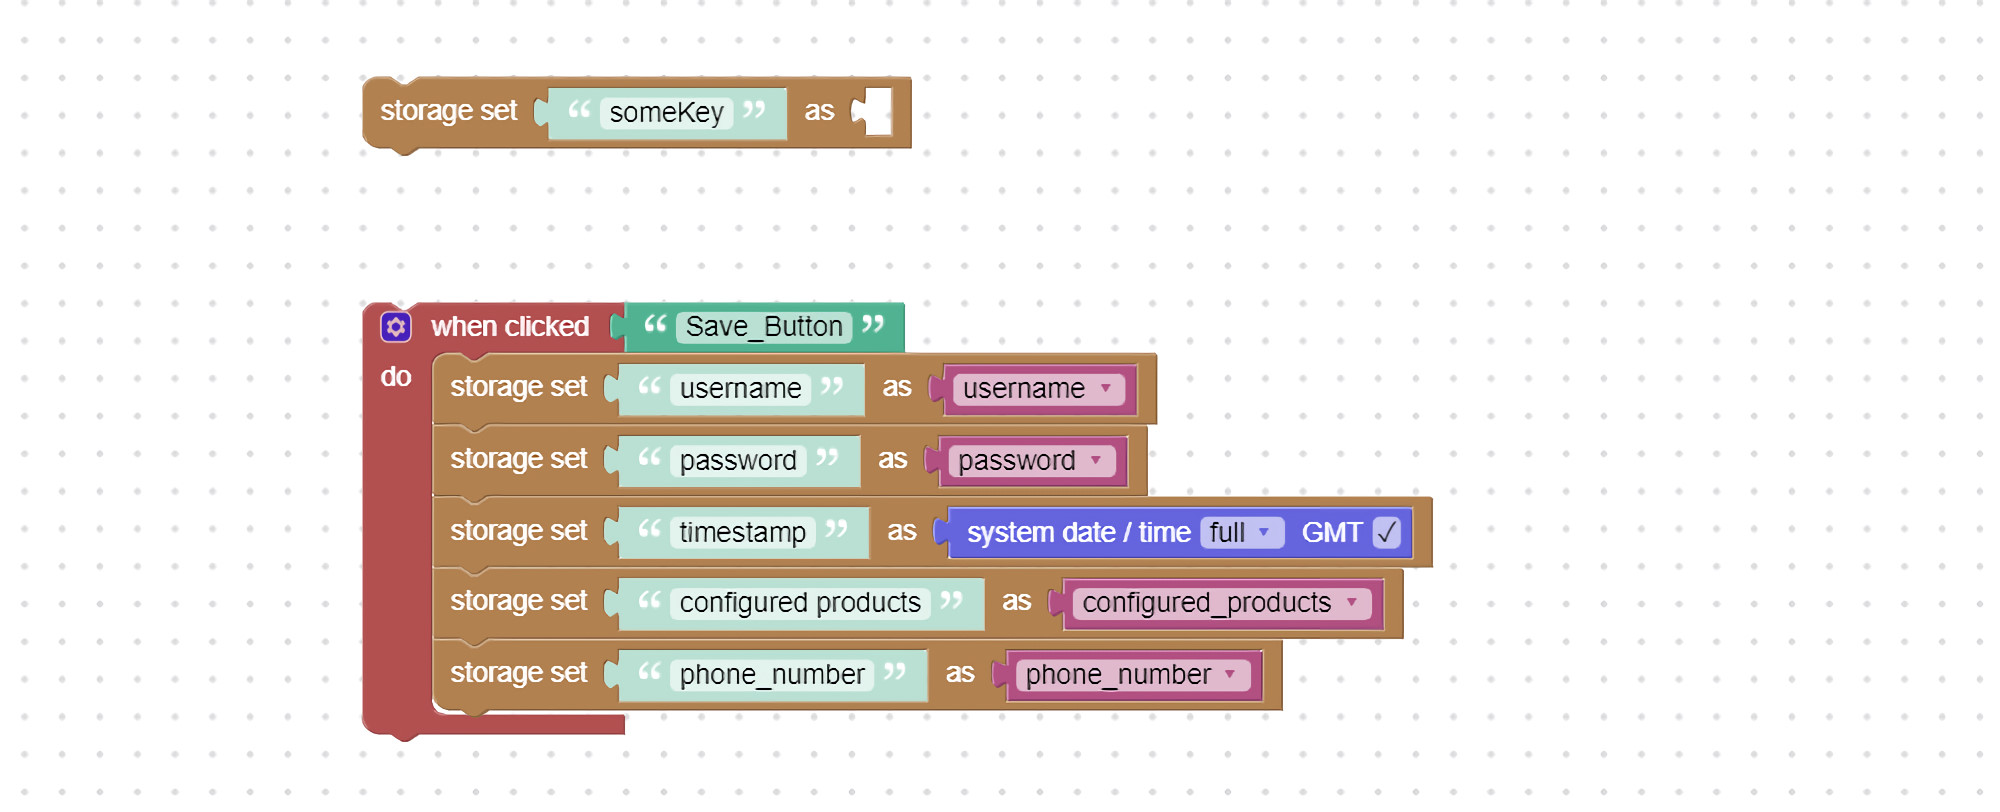 storage set “ someKey ” as
when clicked “ Save_Button ”
do
storage set “ username ” as username
storage set “ password ” as password
storage set “ timestamp ” as system date / time full GMT ✓
storage set “ configured products ” as configured_products
storage set “ phone_number ” as phone_number